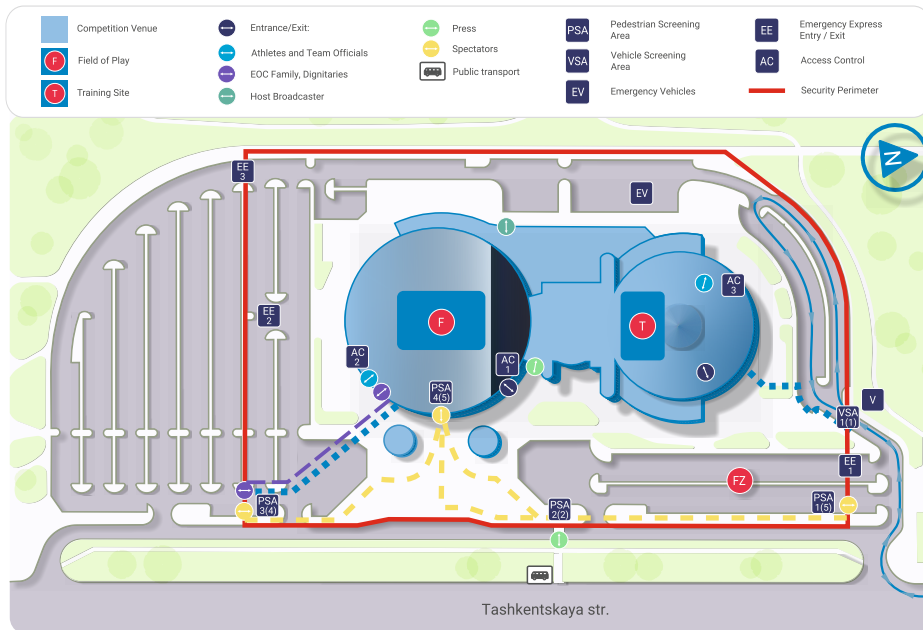 Competition Venue
F
Field of Play
T
Training Site
Entrance/Exit:
Athletes and Team Officials
EOC Family, Dignitaries
Host Broadcaster
Press
Spectators
Public transport
PSA
Pedestrian Screening
Area
VSA
Vehicle Screening
Area
EV
Emergency Vehicles
EE
Emergency Express
Entry / Exit
AC
Access Control
Security Perimeter
N
EE
3
EV
EE
2
AC
3
F
T
AC
2
AC
1
PSA
4(5)
V
VSA
1(1)
EE
1
FZ
PSA
3(4)
PSA
2(2)
PSA
1(5)
Tashkentskaya str.